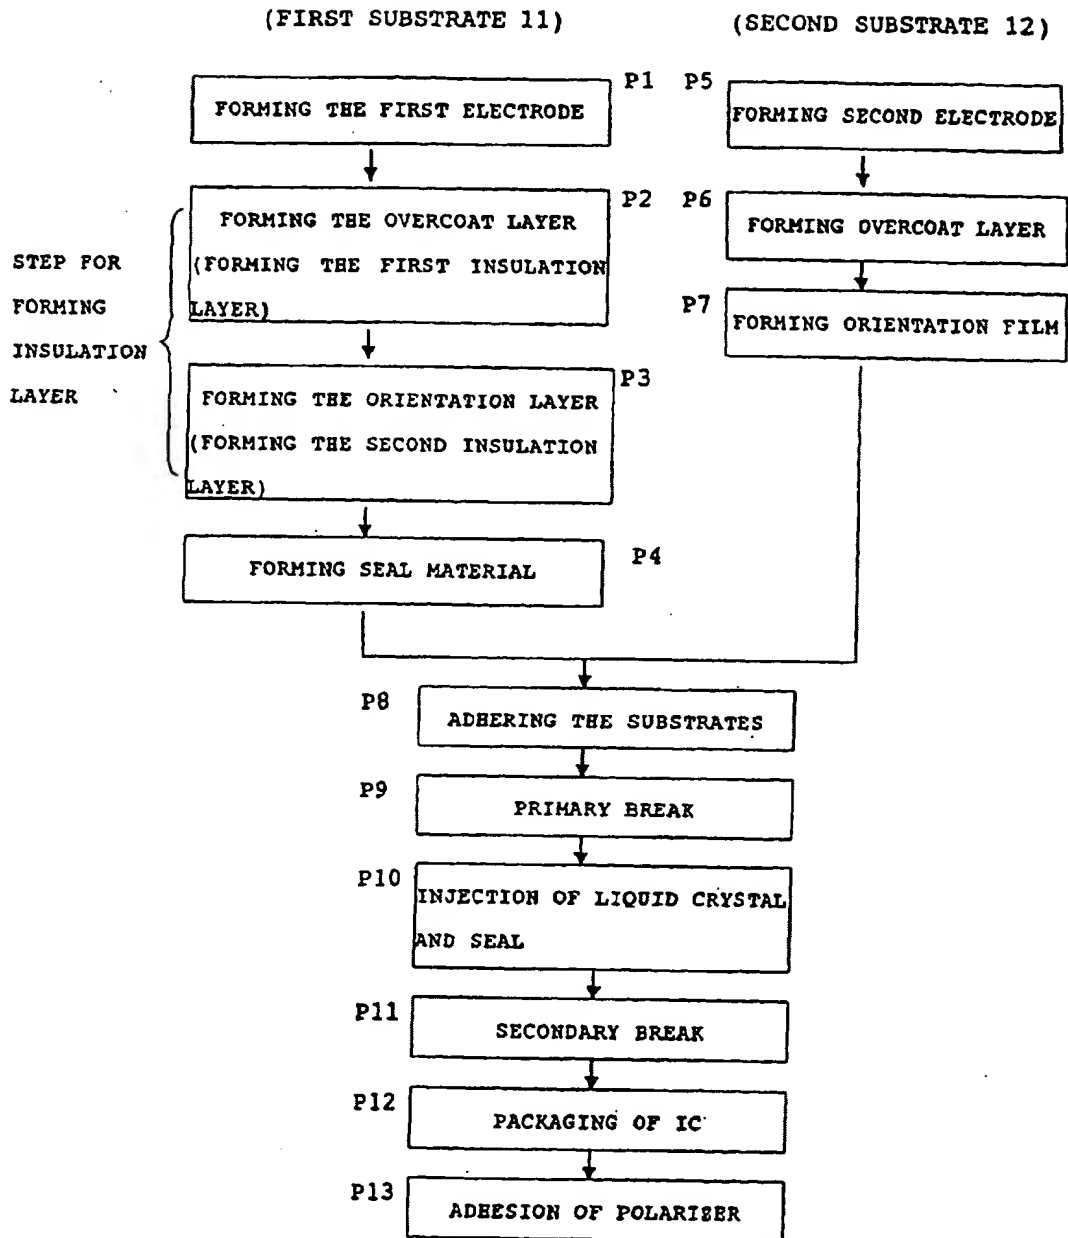 (FIRST SUBSTRATE 11)
P1
FORMING THE FIRST ELECTRODE
P2
FORMING THE OVERCOAT LAYER
(FORMING THE FIRST INSULATION
LAYER)
STEP FOR
FORMING
INSULATION
LAYER
P3
FORMING THE ORIENTATION LAYER
(FORMING THE SECOND INSULATION
LAYER)
FORMING SEAL MATERIAL
P4
(SECOND SUBSTRATE 12)
P5
FORMING SECOND ELECTRODE
P6
FORMING OVERCOAT LAYER
P7
FORMING ORIENTATION FILM
P8
ADHERING THE SUBSTRATES
P9
PRIMARY BREAK
P10
INJECTION OF LIQUID CRYSTAL
AND SEAL
P11
SECONDARY BREAK
P12
PACKAGING OF IC
P13
ADHESION OF POLARIZER